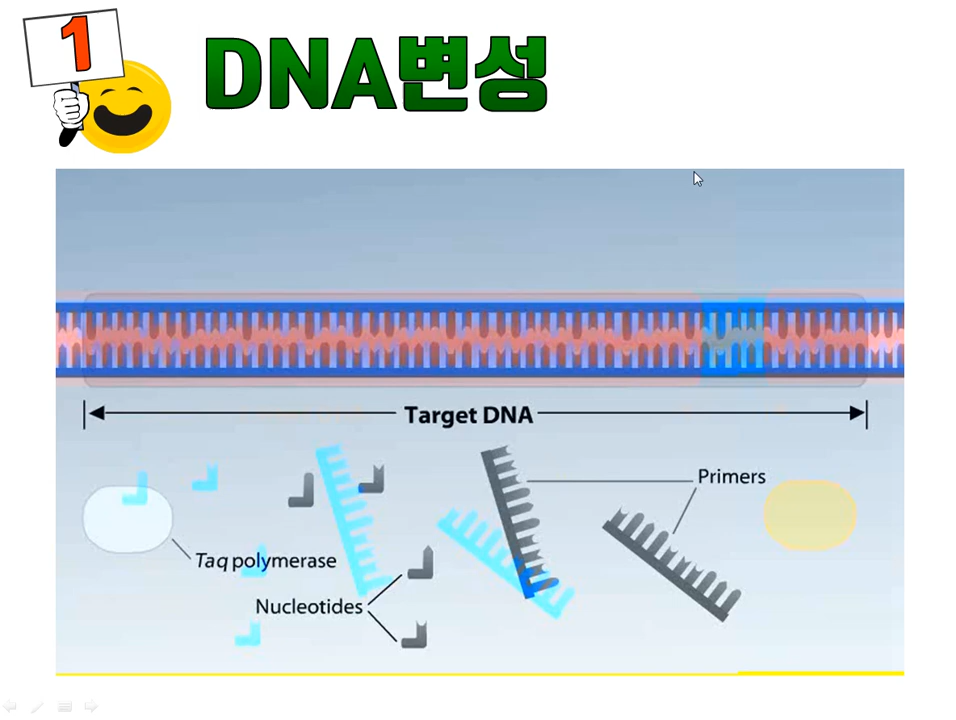 1
DNA변성
Target DNA
Primers
Taq polymerase
Nucleotides